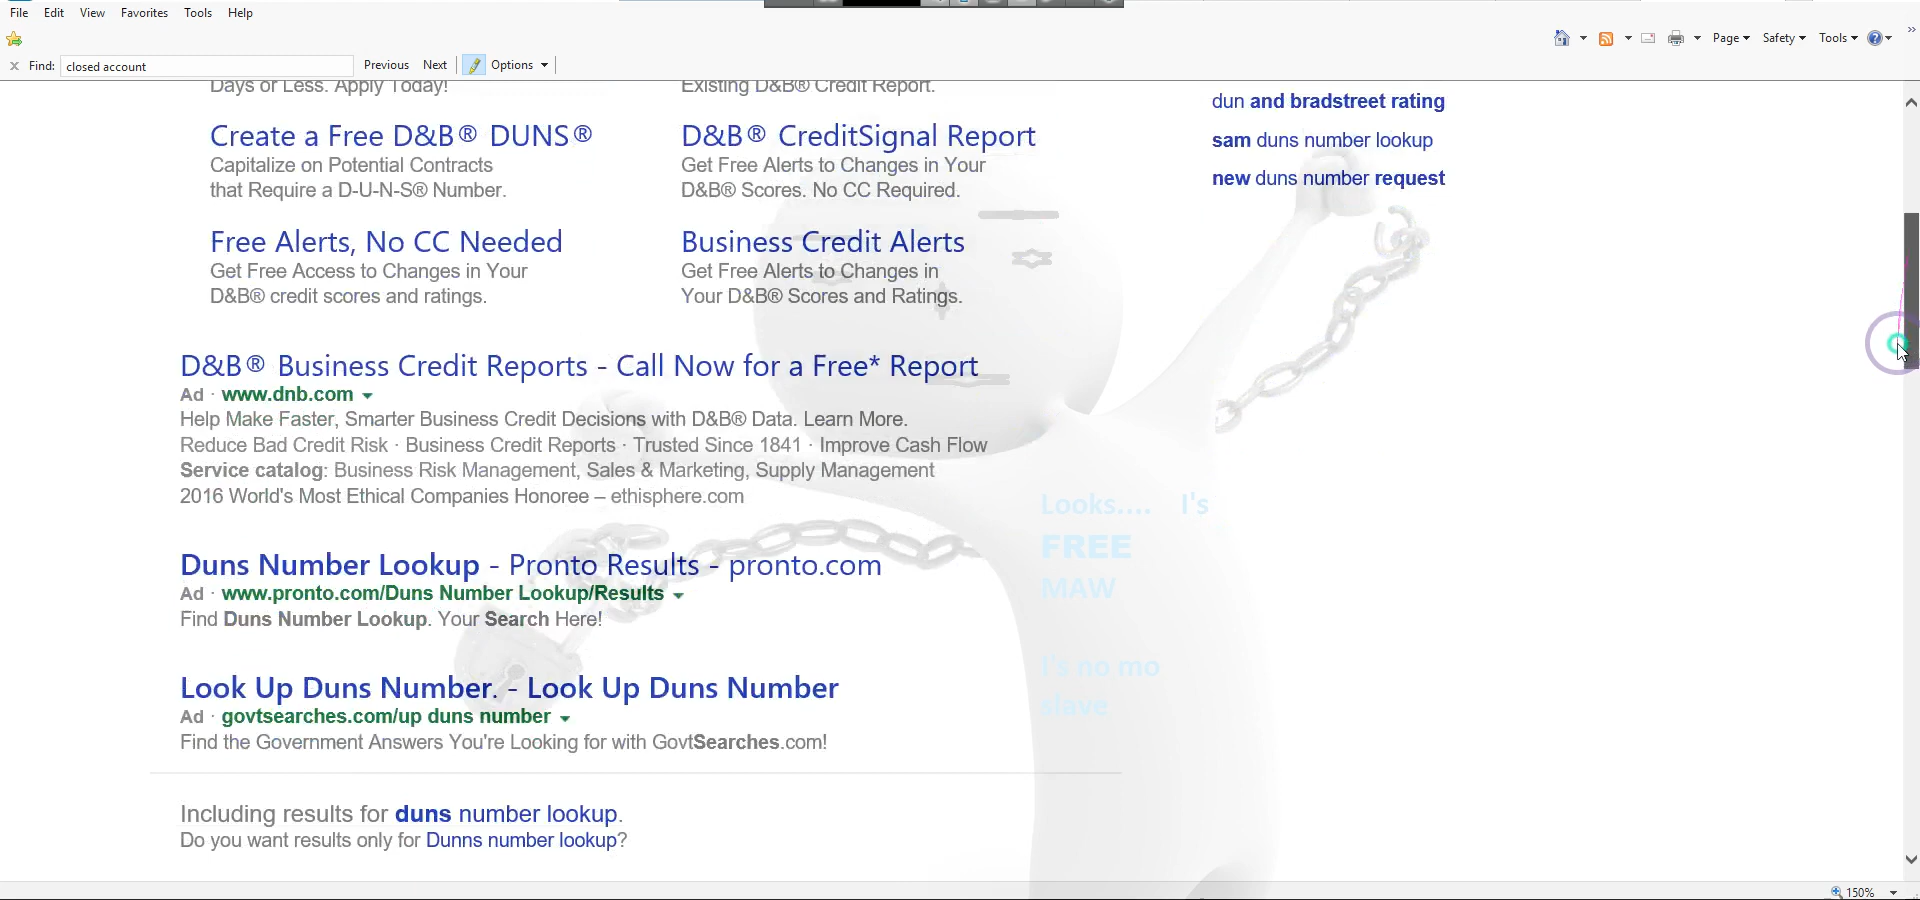 File Edit View Favorites Tools Help
Page Safety Tools
Find: closed account Previous Next Options
Days or Less. Apply Today!
Existing D&B® Credit Report.
Create a Free D&B® DUNS®
Capitalize on Potential Contracts
that Require a D-U-N-S® Number.
D&B® CreditSignal Report
Get Free Alerts to Changes in Your
D&B® Scores. No CC Required.
Free Alerts, No CC Needed
Get Free Access to Changes in Your
D&B® credit scores and ratings.
Business Credit Alerts
Get Free Alerts to Changes in
Your D&B® Scores and Ratings.
D&B® Business Credit Reports - Call Now for a Free* Report
Ad · www.dnb.com
Help Make Faster, Smarter Business Credit Decisions with D&B® Data. Learn More.
Reduce Bad Credit Risk · Business Credit Reports · Trusted Since 1841 · Improve Cash Flow
Service catalog: Business Risk Management, Sales & Marketing, Supply Management
2016 World's Most Ethical Companies Honoree – ethisphere.com
Duns Number Lookup - Pronto Results - pronto.com
Ad · www.pronto.com/Duns Number Lookup/Results
Find Duns Number Lookup. Your Search Here!
Look Up Duns Number. - Look Up Duns Number
Ad · govtsearches.com/up duns number
Find the Government Answers You're Looking for with GovtSearches.com!
Including results for duns number lookup.
Do you want results only for Dunns number lookup?
dun and bradstreet rating
sam duns number lookup
new duns number request
Looks.... I's
FREE
MAW
I's no mo
slave
150%